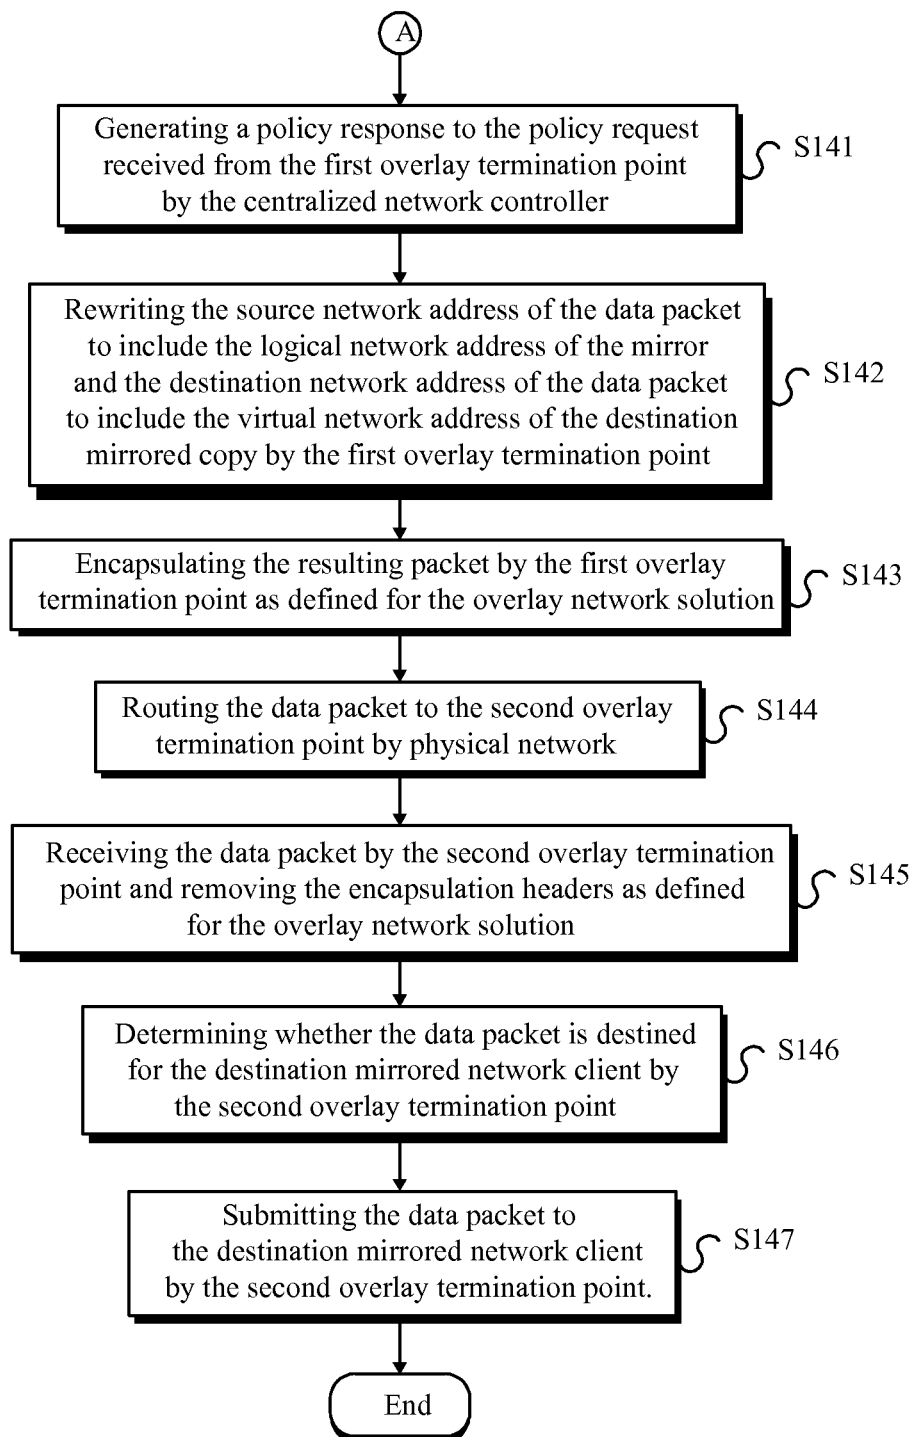 A
Generating a policy response to the policy request
received from the first overlay termination point
by the centralized network controller
S141
Rewriting the source network address of the data packet
to include the logical network address of the mirror
and the destination network address of the data packet
to include the virtual network address of the destination
mirrored copy by the first overlay termination point
S142
Encapsulating the resulting packet by the first overlay
termination point as defined for the overlay network solution
S143
Routing the data packet to the second overlay
termination point by physical network
S144
Receiving the data packet by the second overlay termination
point and removing the encapsulation headers as defined
for the overlay network solution
S145
Determining whether the data packet is destined
for the destination mirrored network client by
the second overlay termination point
S146
Submitting the data packet to
the destination mirrored network client
by the second overlay termination point.
S147
End